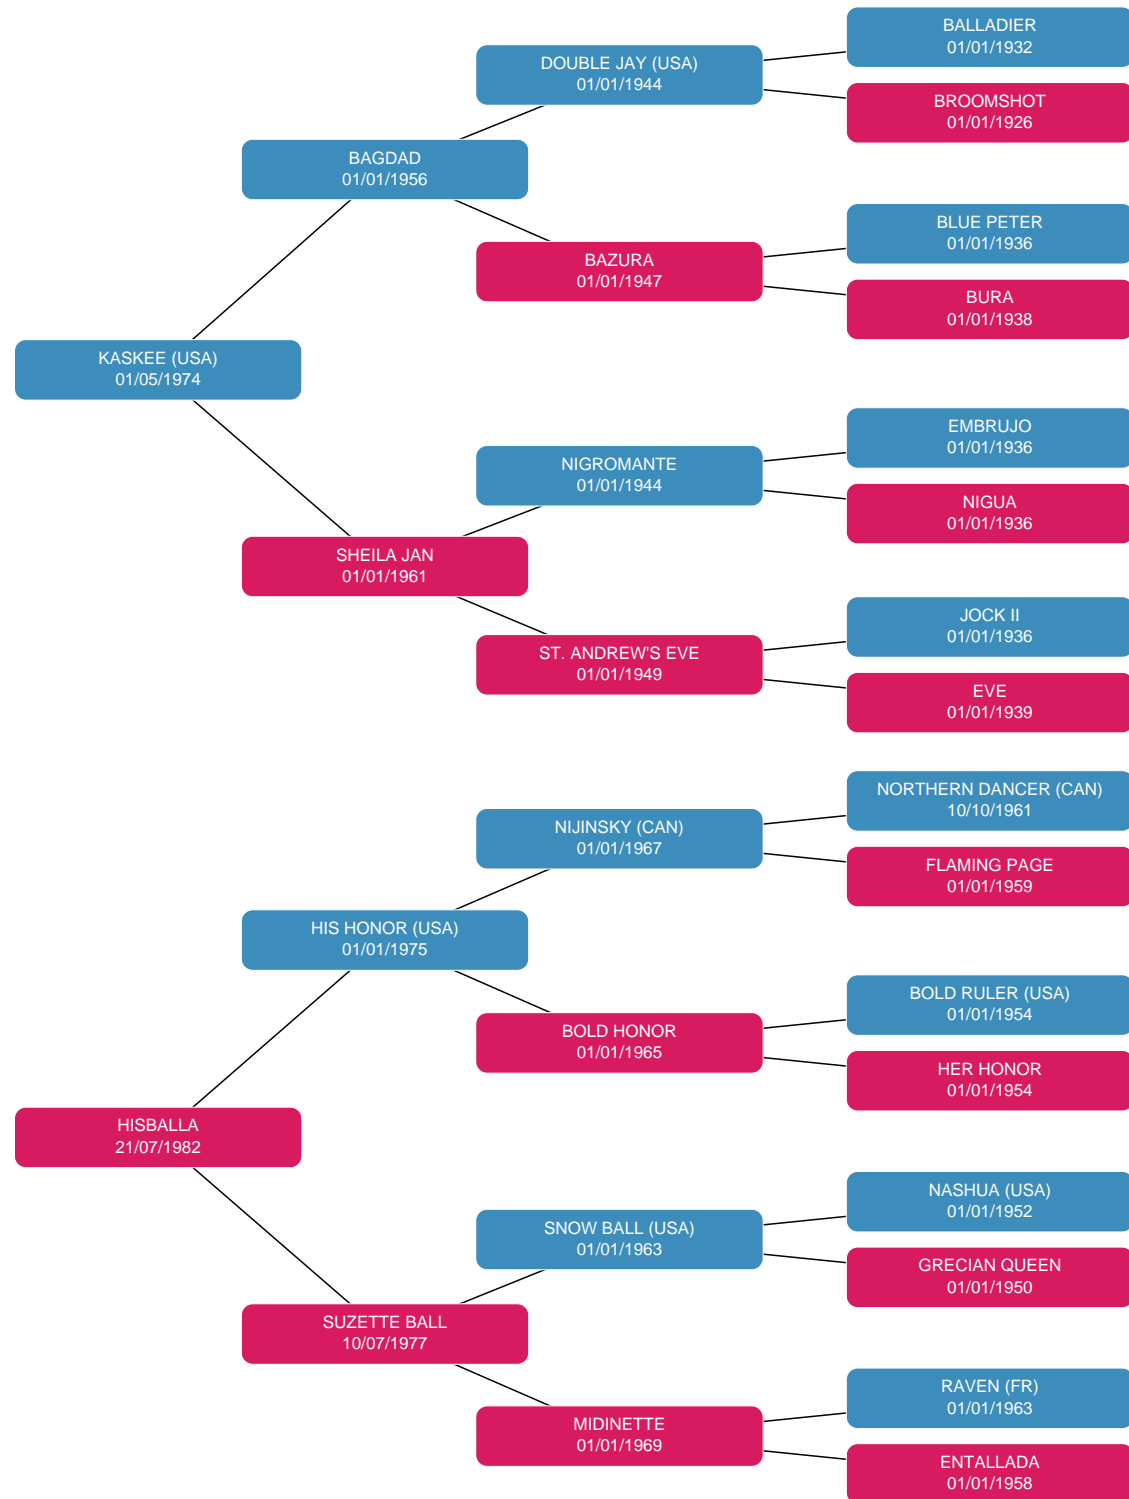 BALLADIER
01/01/1932
DOUBLE JAY (USA)
01/01/1944
BROOMSHOT
01/01/1926
BAGDAD
01/01/1956
BLUE PETER
01/01/1936
BAZURA
01/01/1947
BURA
01/01/1938
KASKEE (USA)
01/05/1974
EMBRUJO
01/01/1936
NIGROMANTE
01/01/1944
NIGUA
01/01/1936
SHEILA JAN
01/01/1961
JOCK II
01/01/1936
ST. ANDREW'S EVE
01/01/1949
EVE
01/01/1939
NORTHERN DANCER (CAN)
10/10/1961
NIJINSKY (CAN)
01/01/1967
FLAMING PAGE
01/01/1959
HIS HONOR (USA)
01/01/1975
BOLD RULER (USA)
01/01/1954
BOLD HONOR
01/01/1965
HER HONOR
01/01/1954
HISBALLA
21/07/1982
NASHUA (USA)
01/01/1952
SNOW BALL (USA)
01/01/1963
GRECIAN QUEEN
01/01/1950
SUZETTE BALL
10/07/1977
RAVEN (FR)
01/01/1963
MIDINETTE
01/01/1969
ENTALLADA
01/01/1958